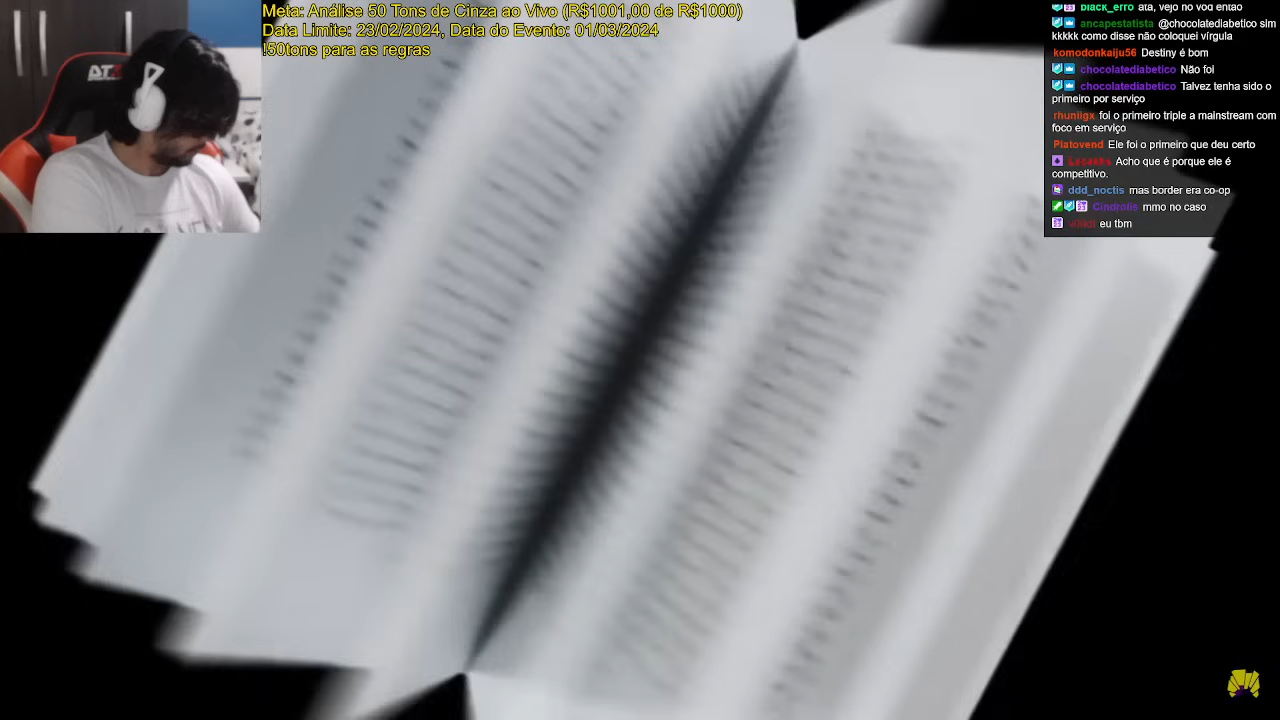 Meta: Análise 50 Tons de Cinza ao Vivo (R$1001,00 de R$1000)
Data Limite: 23/02/2024, Data do Evento: 01/03/2024
!50tons para as regras
black_erro ata, vejo no vod entao
ancapestatista @chocolatediabetico sim
kkkkk como disse não coloquei vírgula
komodonkaiju56 Destiny é bom
chocolatediabetico Não foi
chocolatediabetico Talvez tenha sido o
primeiro por serviço
rhuniigx foi o primeiro triple a mainstream com
foco em serviço
Platovend Ele foi o primeiro que deu certo
Acho que é porque ele é
competitivo.
ddd_noctis mas border era co-op
Cindrotis mmo no caso
eu tbm